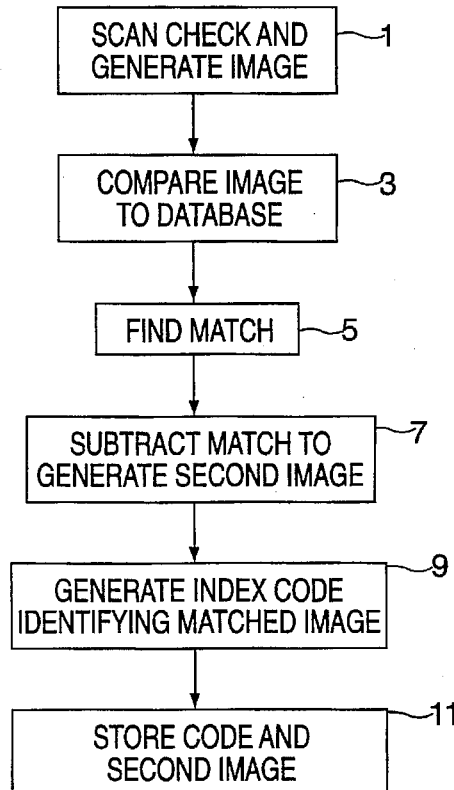 SCAN CHECK AND
GENERATE IMAGE
1
COMPARE IMAGE
TO DATABASE
3
FIND MATCH
5
SUBTRACT MATCH TO
GENERATE SECOND IMAGE
7
GENERATE INDEX CODE
IDENTIFYING MATCHED IMAGE
9
STORE CODE AND
SECOND IMAGE
11